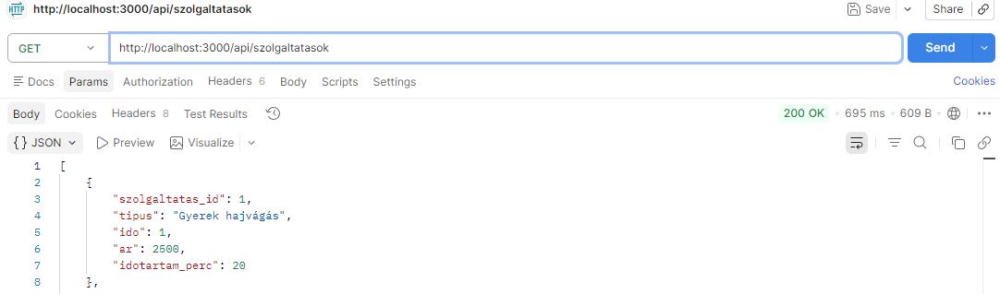 HTTP http://localhost:3000/api/szolgaltatasok Save Share
GET http://localhost:3000/api/szolgaltatasok Send
Docs Params Authorization Headers 6 Body Scripts Settings Cookies
Body Cookies Headers 8 Test Results 200 OK • 695 ms • 609 B
{} JSON Preview Visualize
1 [
2 {
3 "szolgaltatas_id": 1,
4 "tipus": "Gyerek hajvágás",
5 "ido": 1,
6 "ar": 2500,
7 "idotartam_perc": 20
8 },